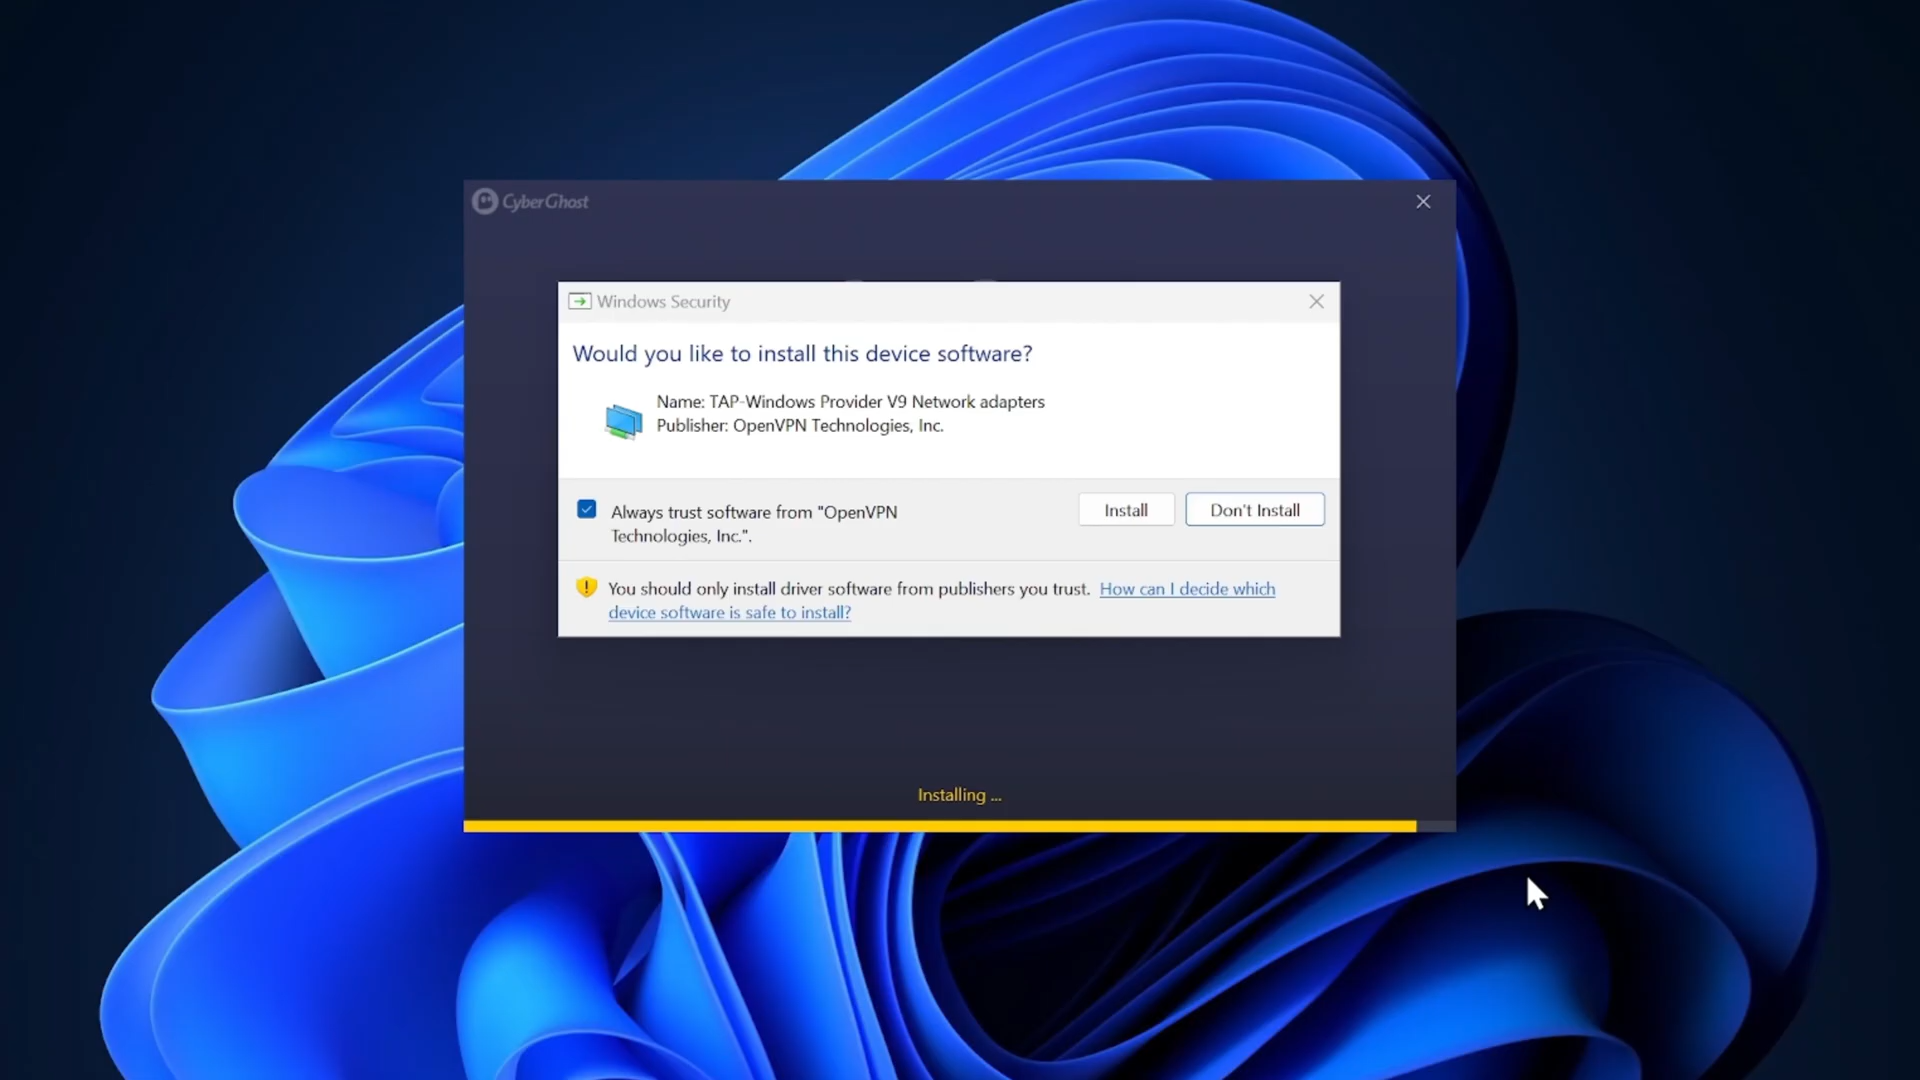 CyberGhost
Windows Security
Would you like to install this device software?
Name: TAP-Windows Provider V9 Network adapters
Publisher: OpenVPN Technologies, Inc.
Always trust software from "OpenVPN
Technologies, Inc.".
Install
Don't Install
You should only install driver software from publishers you trust. How can I decide which
device software is safe to install?
Installing ...